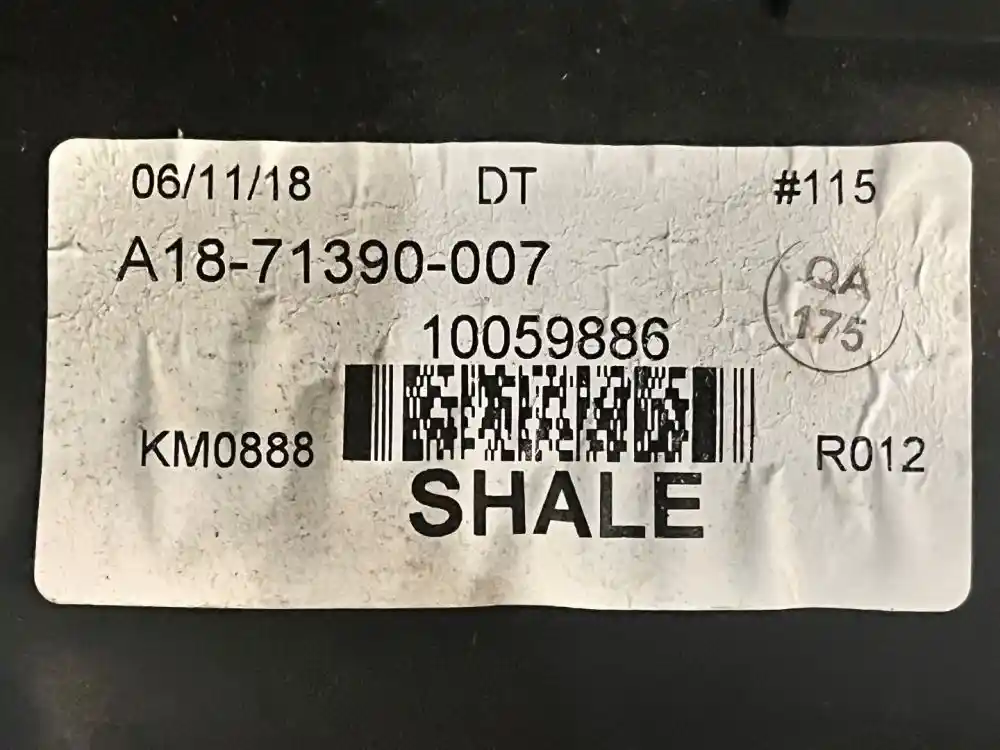 06/11/18 DT #115
A18-71390-007
QA
175
10059886
KM0888 R012
SHALE